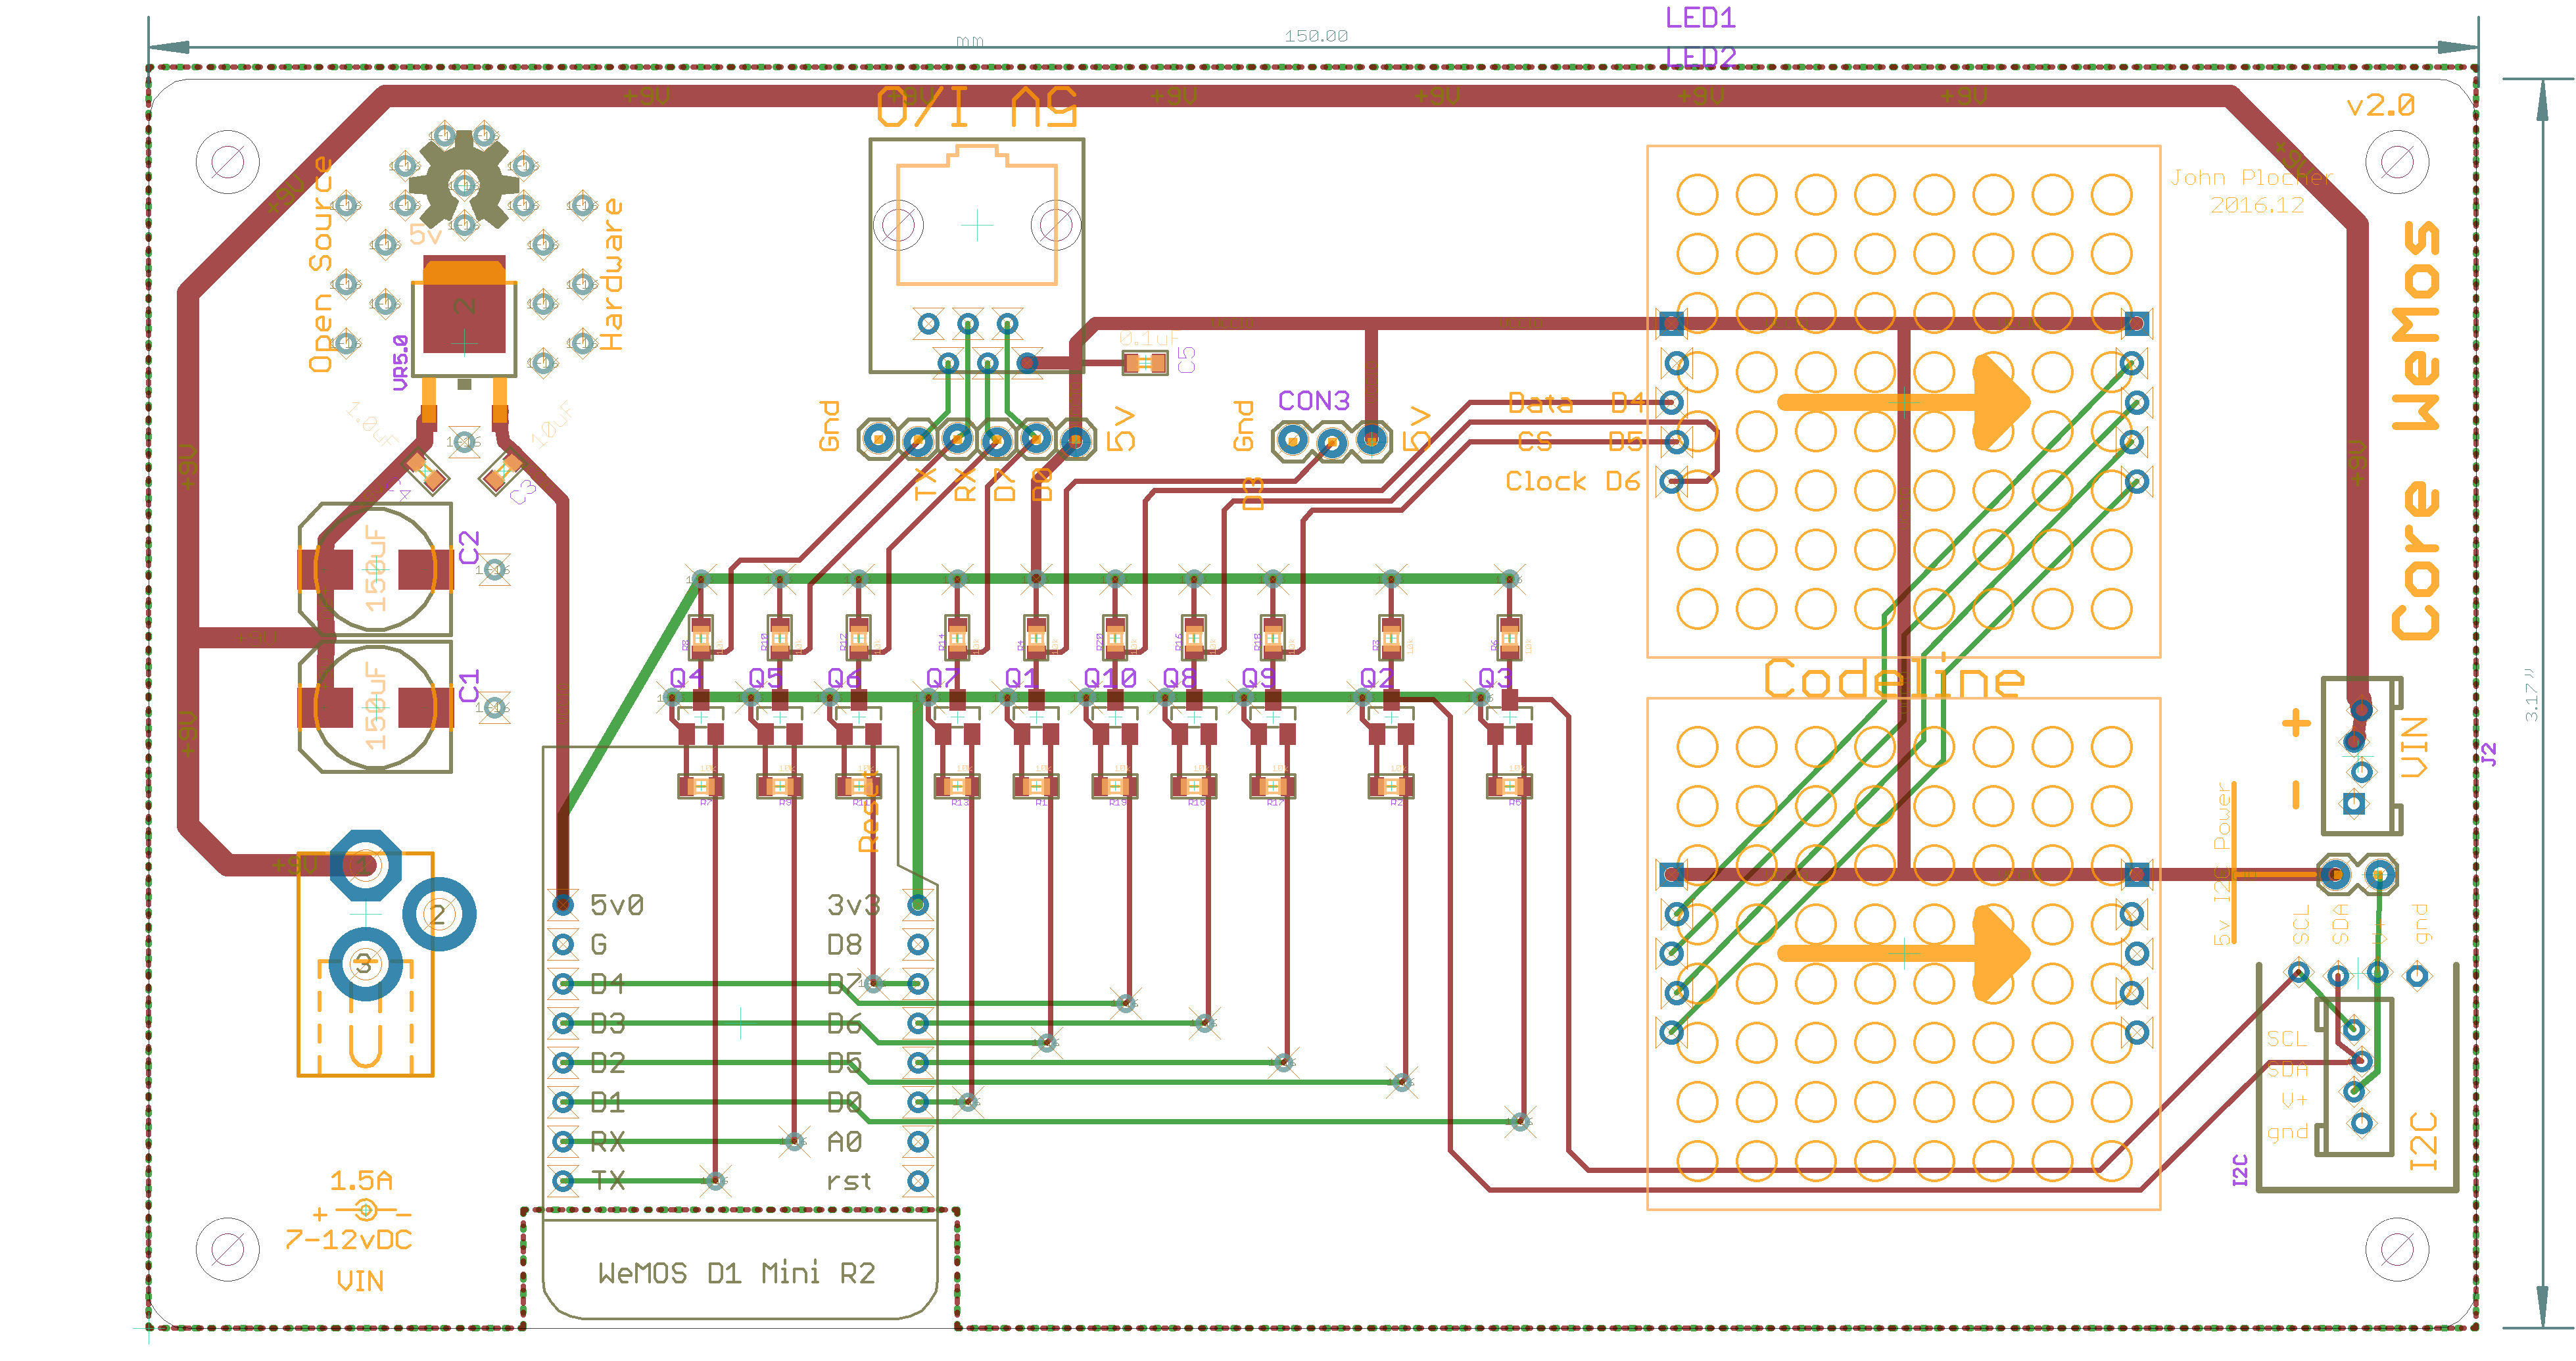 LED1
mm
150.00
LED2
+9V
+9V
+9V
+9V
+9V
+9V
5V I/O
v2.0
+9V
+9V
John Plocher
2016.12
Open Source
Hardware
5v
2
VR5.0
1.0uF
10uF
C3
0.1uF
C5
Gnd
5v
TX
RX
D7
D0
Gnd
CON3
5v
D3
Data D4
CS D5
Clock D6
Core WeMos
+9V
+9V
+9V
150uF
C2
150uF
C1
Q4
Q5
Q6
Q7
Q1
Q10
Q8
Q9
Q2
Q3
Codeline
+
-
VIN
J2
3.17"
Reset
+9V
1
2
3
5v0
3v3
G
D8
D4
D7
D3
D6
D2
D5
D1
D0
RX
A0
TX
rst
WeMOS D1 Mini R2
5v I2C Power
SCL
SDA
V+
gnd
SCL
SDA
V+
gnd
I2C
I2C
1.5A
+ -
7-12vDC
VIN